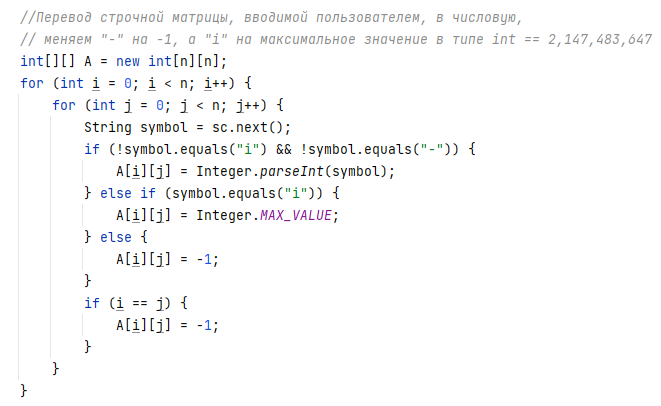 //Перевод строчной матрицы, вводимой пользователем, в числовую,
// меняем "-" на -1, а "i" на максимальное значение в типе int == 2,147,483,647
int[][] A = new int[n][n];
for (int i = 0; i < n; i++) {
    for (int j = 0; j < n; j++) {
        String symbol = sc.next();
        if (!symbol.equals("i") && !symbol.equals("-")) {
            A[i][j] = Integer.parseInt(symbol);
        } else if (symbol.equals("i")) {
            A[i][j] = Integer.MAX_VALUE;
        } else {
            A[i][j] = -1;
        }
        if (i == j) {
            A[i][j] = -1;
        }
    }
}